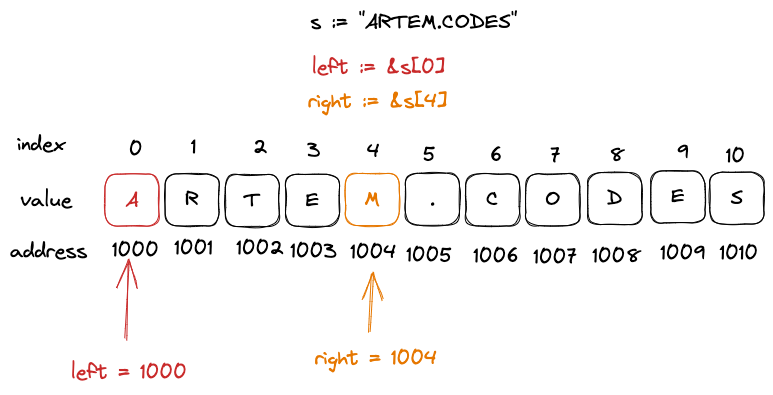 s := "ARTEM.CODES"
left := &s[0]
right := &s[4]
index 0 1 2 3 4 5 6 7 8 9 10
value A R T E M . C O D E S
address 1000 1001 1002 1003 1004 1005 1006 1007 1008 1009 1010
left = 1000
right = 1004